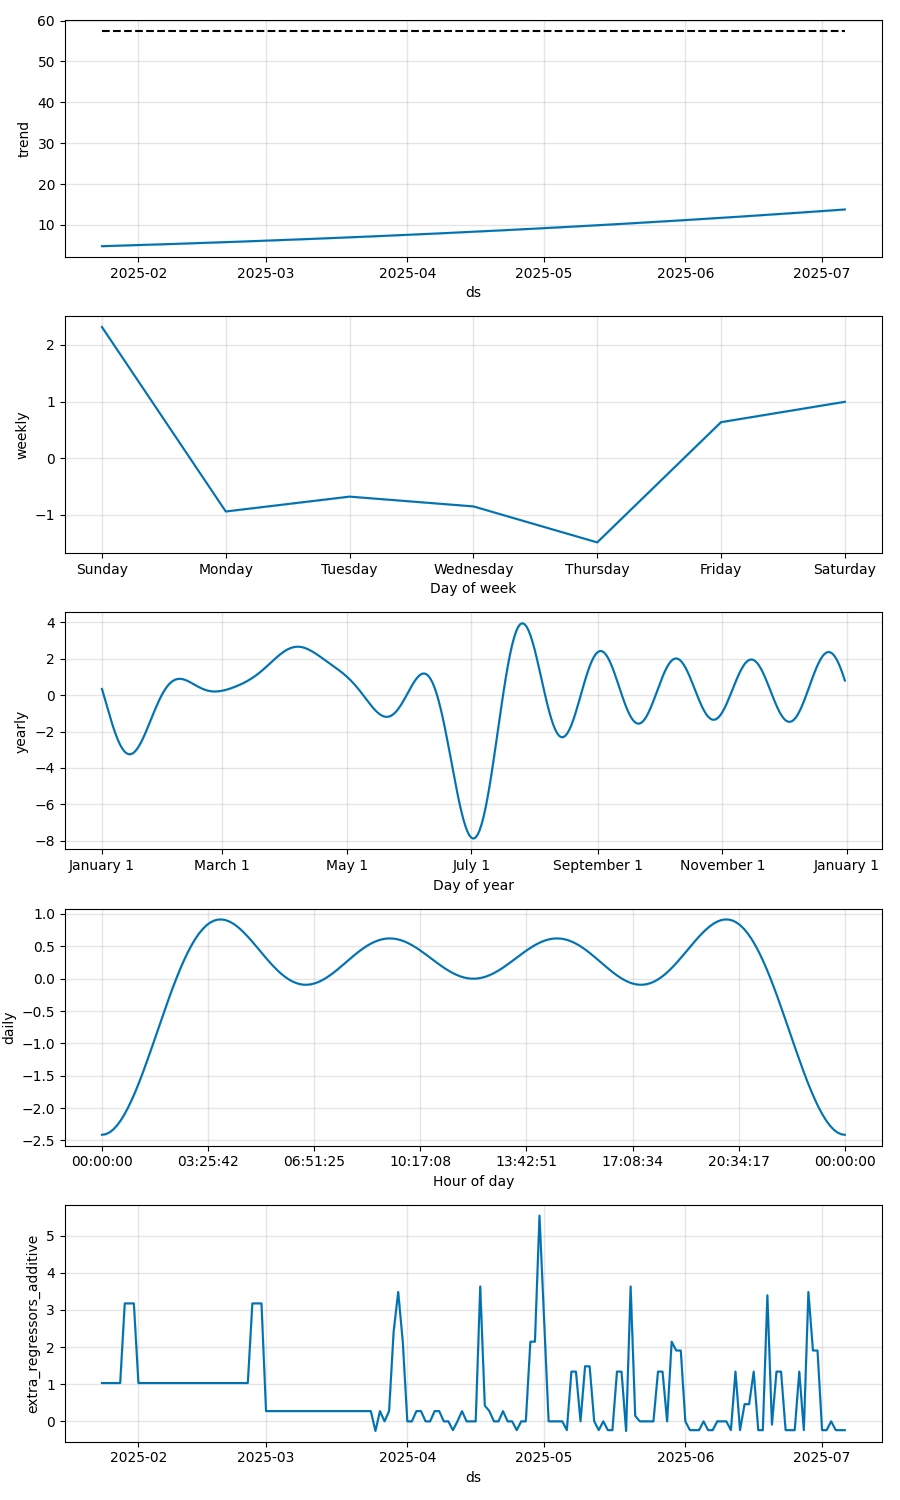 60
50
40
30
20
10
trend
2025-02 2025-03 2025-04 2025-05 2025-06 2025-07
ds
2
1
0
−1
weekly
Sunday Monday Tuesday Wednesday Thursday Friday Saturday
Day of week
4
2
0
−2
−4
−6
−8
yearly
January 1 March 1 May 1 July 1 September 1 November 1 January 1
Day of year
1.0
0.5
0.0
−0.5
−1.0
−1.5
−2.0
−2.5
daily
00:00:00 03:25:42 06:51:25 10:17:08 13:42:51 17:08:34 20:34:17 00:00:00
Hour of day
5
4
3
2
1
0
extra_regressors_additive
2025-02 2025-03 2025-04 2025-05 2025-06 2025-07
ds